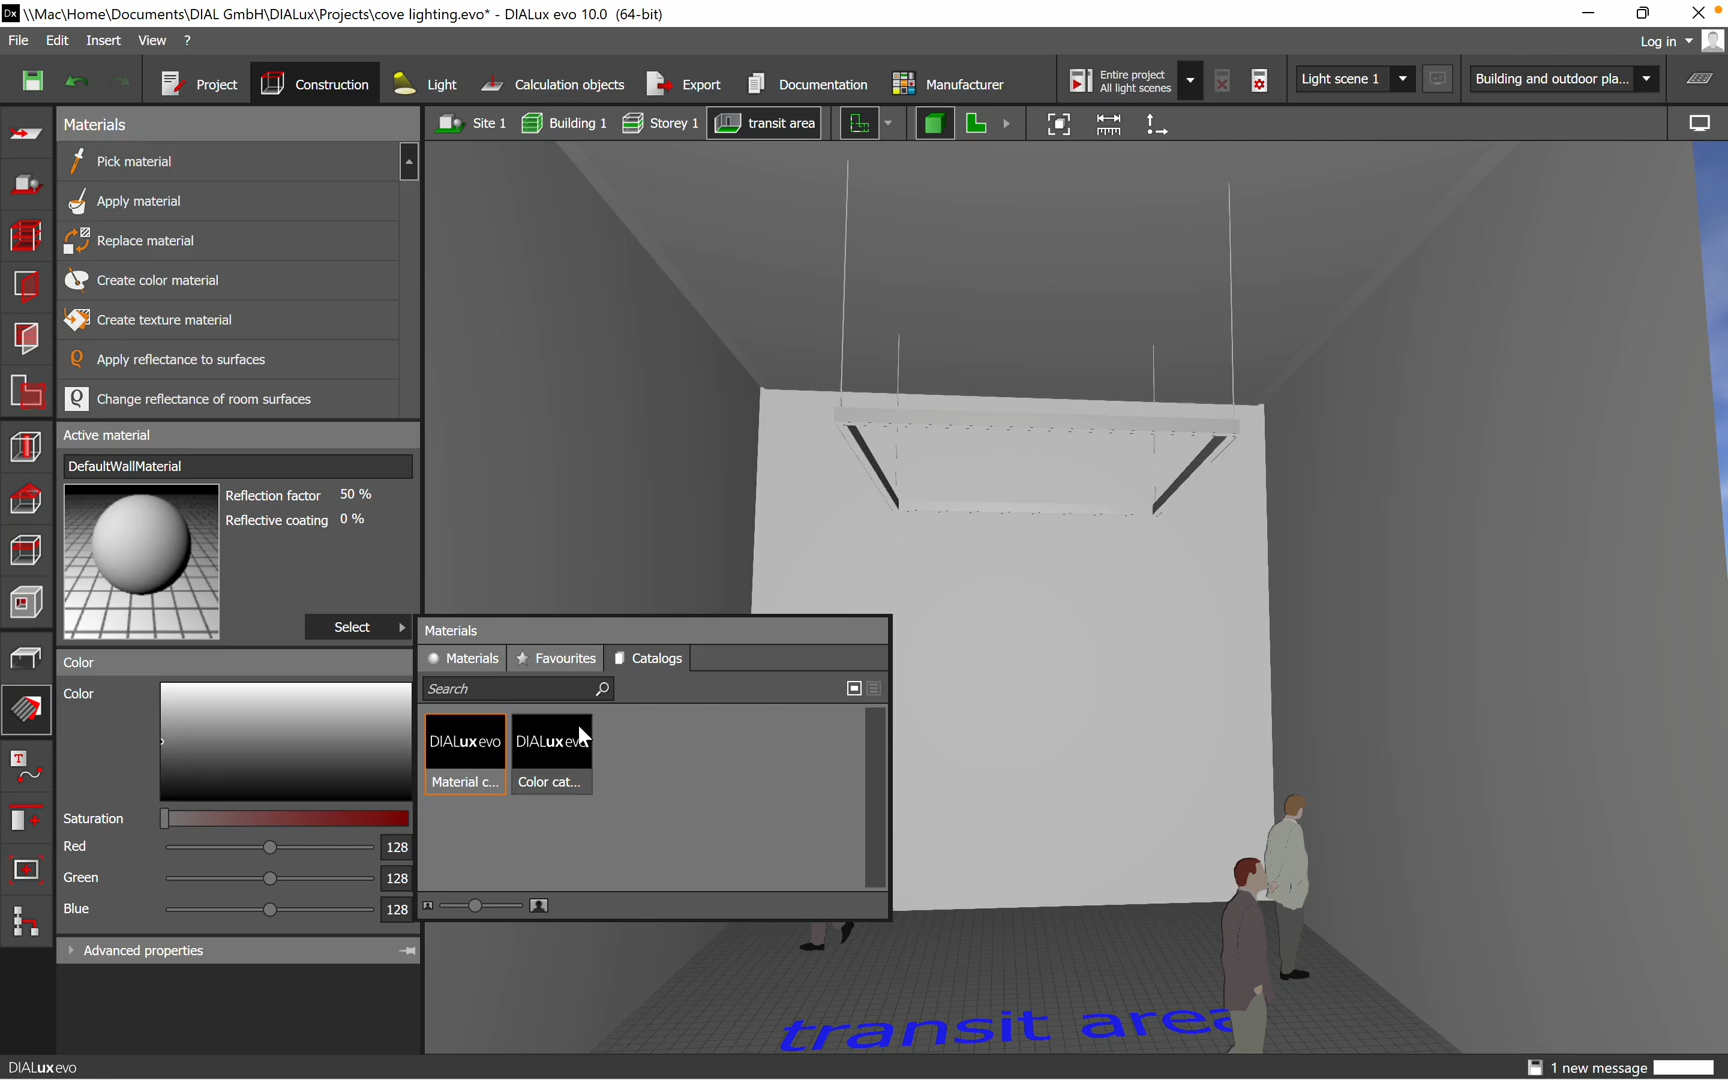 \\Mac\Home\Documents\DIAL GmbH\DIALux\Projects\cove lighting.evo* - DIALux evo 10.0 (64-bit)
File Edit Insert View ?
Log in
Project Construction Light Calculation objects Export Documentation Manufacturer
Entire project
All light scenes
Light scene 1
Building and outdoor pla...
Materials
Site 1 Building 1 Storey 1 transit area
Pick material
Apply material
Replace material
Create color material
Create texture material
Apply reflectance to surfaces
Change reflectance of room surfaces
Active material
DefaultWallMaterial
Reflection factor 50 %
Reflective coating 0 %
Select
Materials
Materials Favourites Catalogs
Search
DIALux evo
Material c...
DIALux ev
Color cat...
Color
Color
Saturation
Red 128
Green 128
Blue 128
Advanced properties
transit area
DIALux evo
1 new message